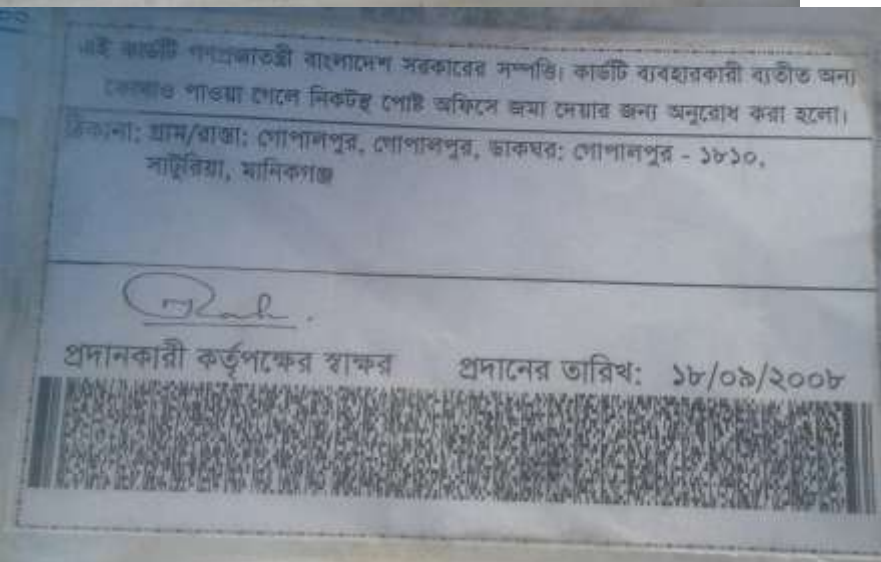 এই কার্ডটি গণপ্রজাতন্ত্রী বাংলাদেশ সরকারের সম্পত্তি। কার্ডটি ব্যবহারকারী ব্যতীত অন্য
কোথাও পাওয়া গেলে নিকটস্থ পোষ্ট অফিসে জমা দেয়ার জন্য অনুরোধ করা হলো।
ঠিকানা: গ্রাম/রাস্তা: গোপালপুর, গোপালপুর, ডাকঘর: গোপালপুর - ১৮১০,
সাটুরিয়া, মানিকগঞ্জ
প্রদানকারী কর্তৃপক্ষের স্বাক্ষর প্রদানের তারিখ: ১৮/০৯/২০০৮